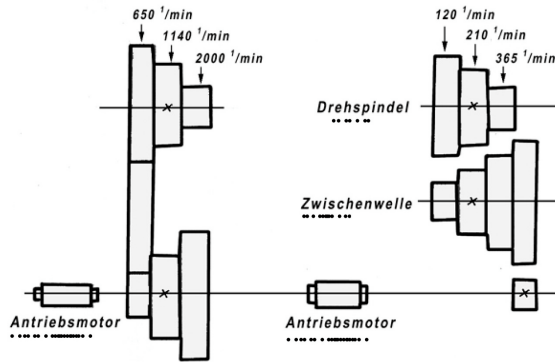 650 ¹/min
1140 ¹/min
2000 ¹/min
120 ¹/min
210 ¹/min
365 ¹/min
Drehspindel
Zwischenwelle
Antriebsmotor
Antriebsmotor